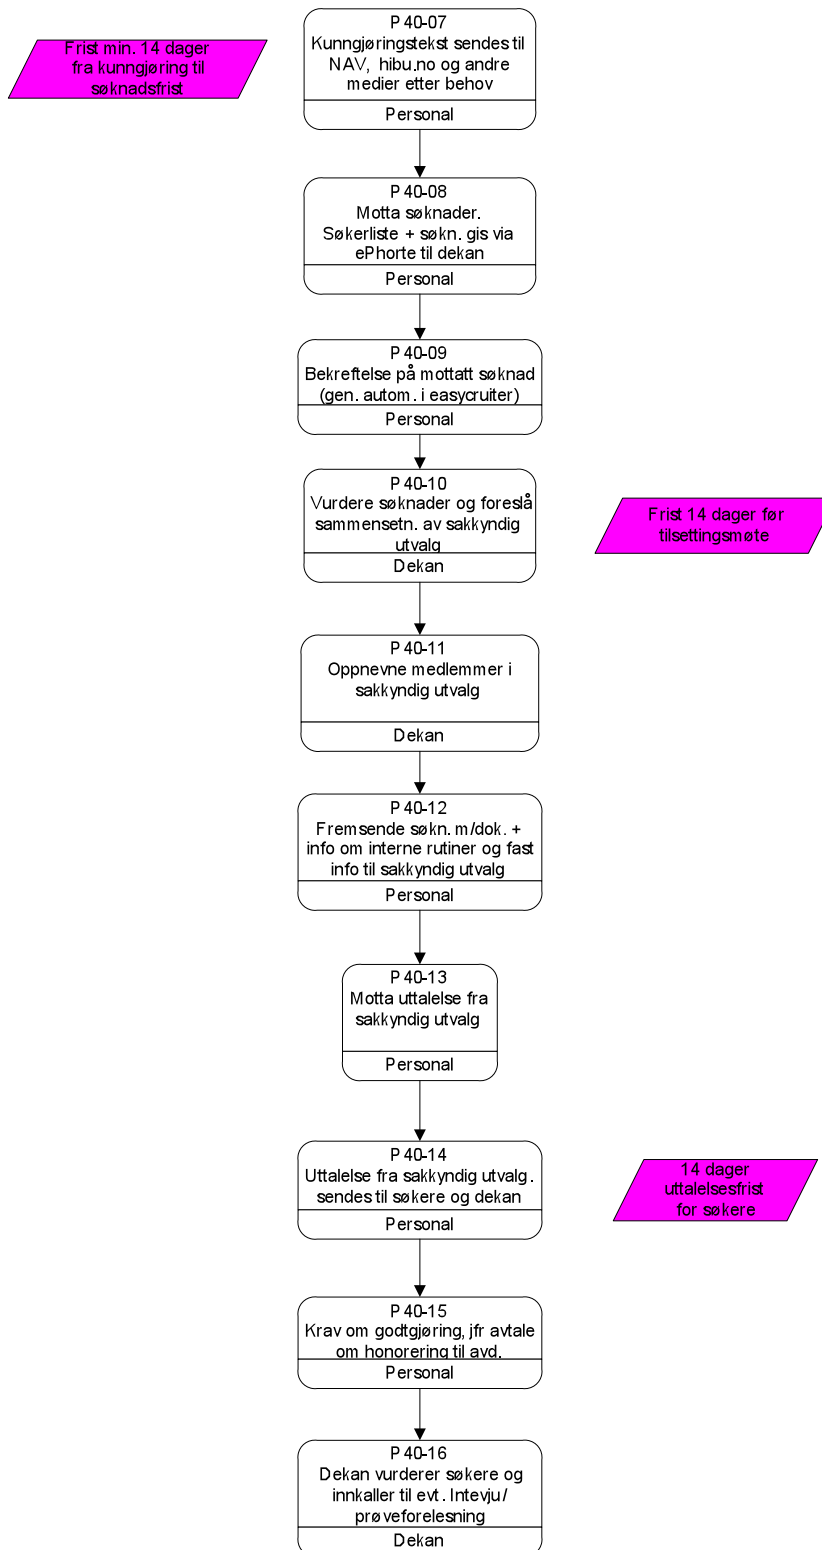 P 40-07
Kunngjøringstekst sendes til
NAV, hibu.no og andre
medier etter behov
Personal
Frist min. 14 dager
fra kunngjøring til
søknadsfrist
P 40-08
Motta søknader.
Søkerliste + søkn. gis via
ePhorte til dekan
Personal
P 40-09
Bekreftelse på mottatt søknad
(gen. autom. i easycruiter)
Personal
P 40-10
Vurdere søknader og foreslå
sammensetn. av sakkyndig
utvalg
Dekan
Frist 14 dager før
tilsettingsmøte
P 40-11
Oppnevne medlemmer i
sakkyndig utvalg
Dekan
P 40-12
Fremsende søkn. m/dok. +
info om interne rutiner og fast
info til sakkyndig utvalg
Personal
P 40-13
Motta uttalelse fra
sakkyndig utvalg
Personal
P 40-14
Uttalelse fra sakkyndig utvalg.
sendes til søkere og dekan
Personal
14 dager
uttalelsesfrist
for søkere
P 40-15
Krav om godtgjøring, jfr avtale
om honorering til avd.
Personal
P 40-16
Dekan vurderer søkere og
innkaller til evt. Intevju/
prøveforelesning
Dekan